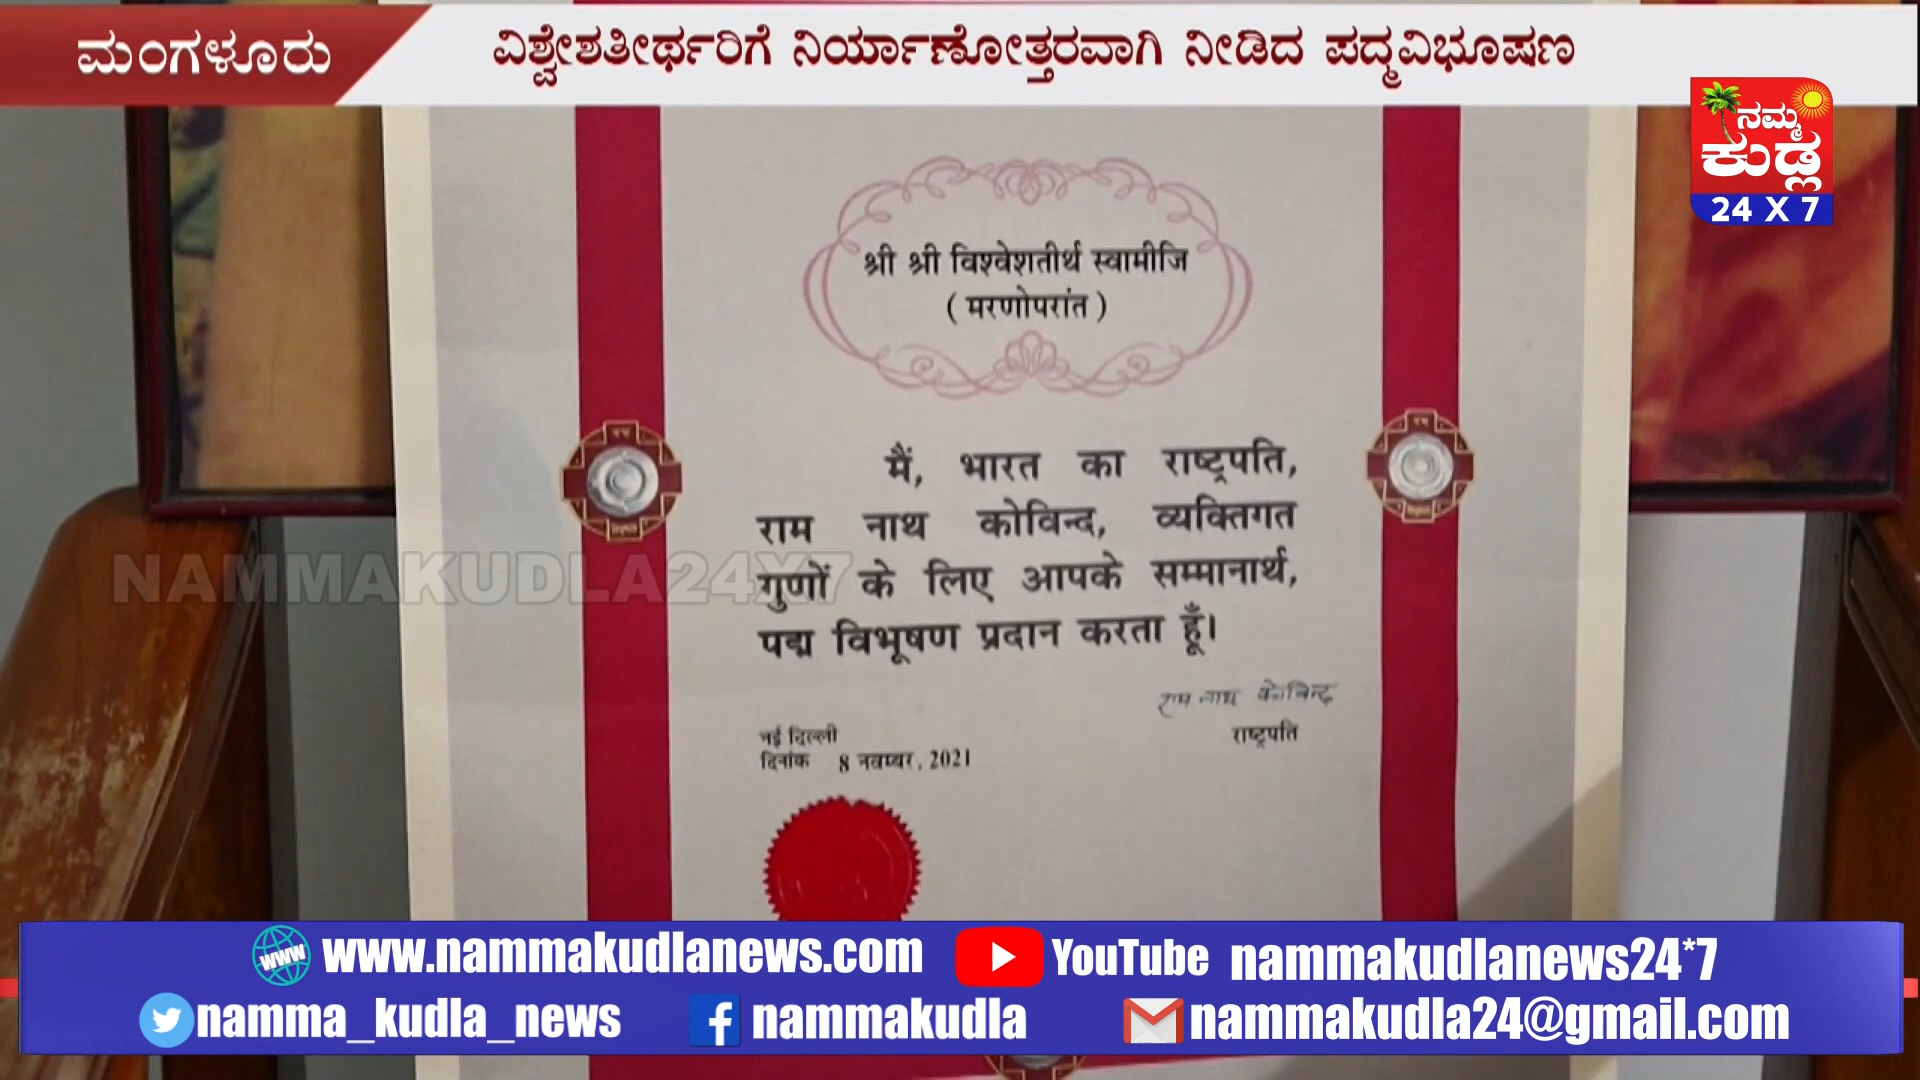 ಮಂಗಳೂರು
ವಿಶ್ವೇಶತೀರ್ಥರಿಗೆ ನಿರ್ಯಾಣೋತ್ತರವಾಗಿ ನೀಡಿದ ಪದ್ಮವಿಭೂಷಣ
ನಮ್ಮ
ಕುಡ್ಲ
24 X 7
श्री श्री विश्वेशतीर्थ स्वामीजि
( मरणोपरांत )
मैं, भारत का राष्ट्रपति,
राम नाथ कोविन्द, व्यक्तिगत
गुणों के लिए आपके सम्मानार्थ,
पद्म विभूषण प्रदान करता हूँ।
NAMMAKUDLA24X7
राम नाथ कोविन्द
राष्ट्रपति
नई दिल्ली
दिनांक 8 नवम्बर, 2021
www www.nammakudlanews.com YouTube nammakudlanews24*7
namma_kudla_news nammakudla nammakudla24@gmail.com